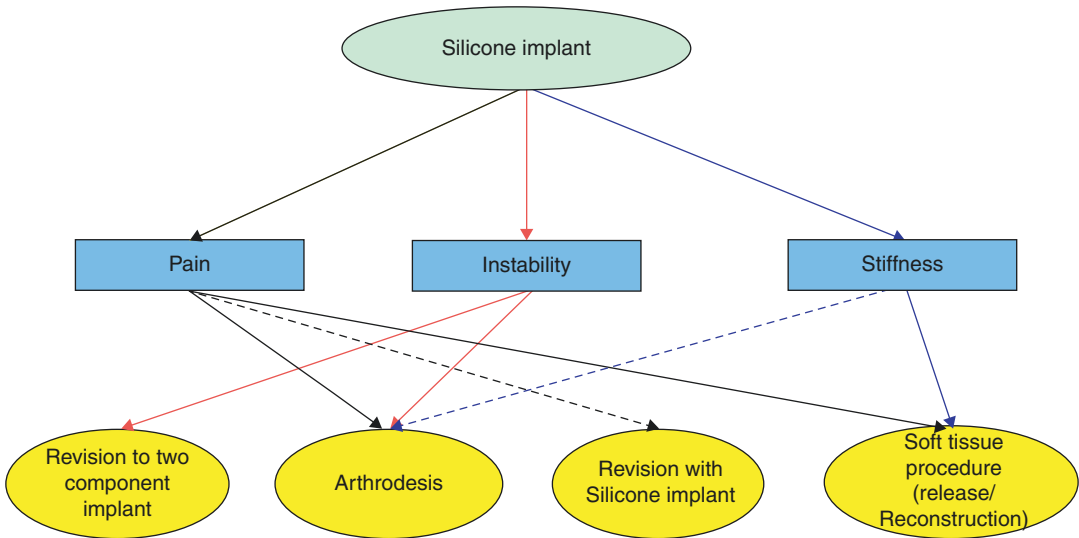 Silicone implant
Pain
Instability
Stiffness
Revision to two
component
implant
Arthrodesis
Revision with
Silicone implant
Soft tissue
procedure
(release/
Reconstruction)